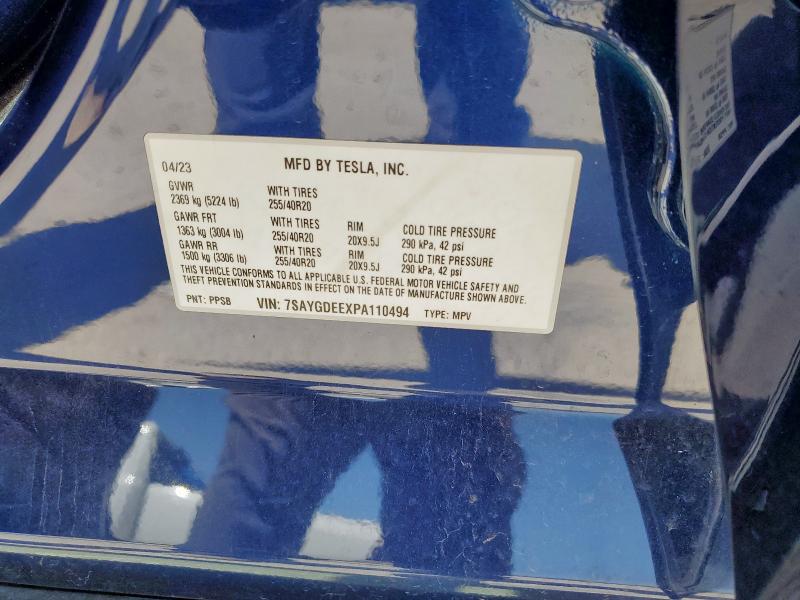 04/23 MFD BY TESLA, INC.
GVWR WITH TIRES
2369 kg (5224 lb) 255/40R20
GAWR FRT WITH TIRES RIM COLD TIRE PRESSURE
1363 kg (3004 lb) 255/40R20 20X9.5J 290 kPa, 42 psi
GAWR RR WITH TIRES RIM COLD TIRE PRESSURE
1500 kg (3306 lb) 255/40R20 20X9.5J 290 kPa, 42 psi
THIS VEHICLE CONFORMS TO ALL APPLICABLE U.S. FEDERAL MOTOR VEHICLE SAFETY AND
THEFT PREVENTION STANDARDS IN EFFECT ON THE DATE OF MANUFACTURE SHOWN ABOVE.
PNT: PPSB VIN: 7SAYGDEEXPA110494 TYPE: MPV